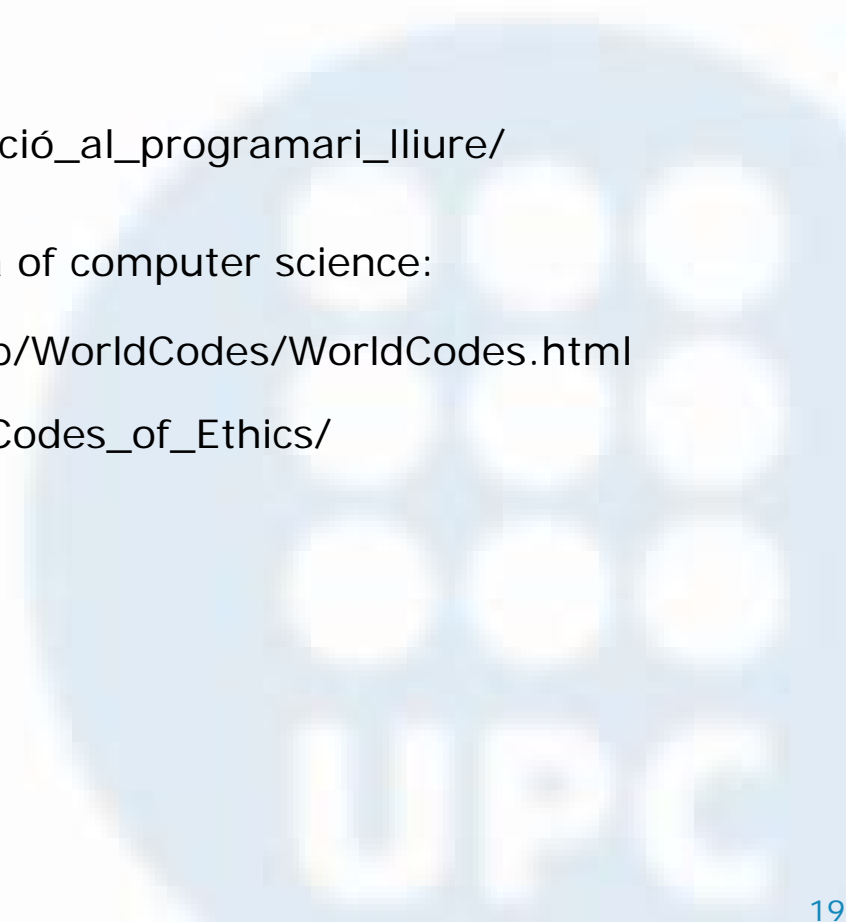 ció_al_programari_lliure/
of computer science:
o/WorldCodes/WorldCodes.html
Codes_of_Ethics/
UPC
19